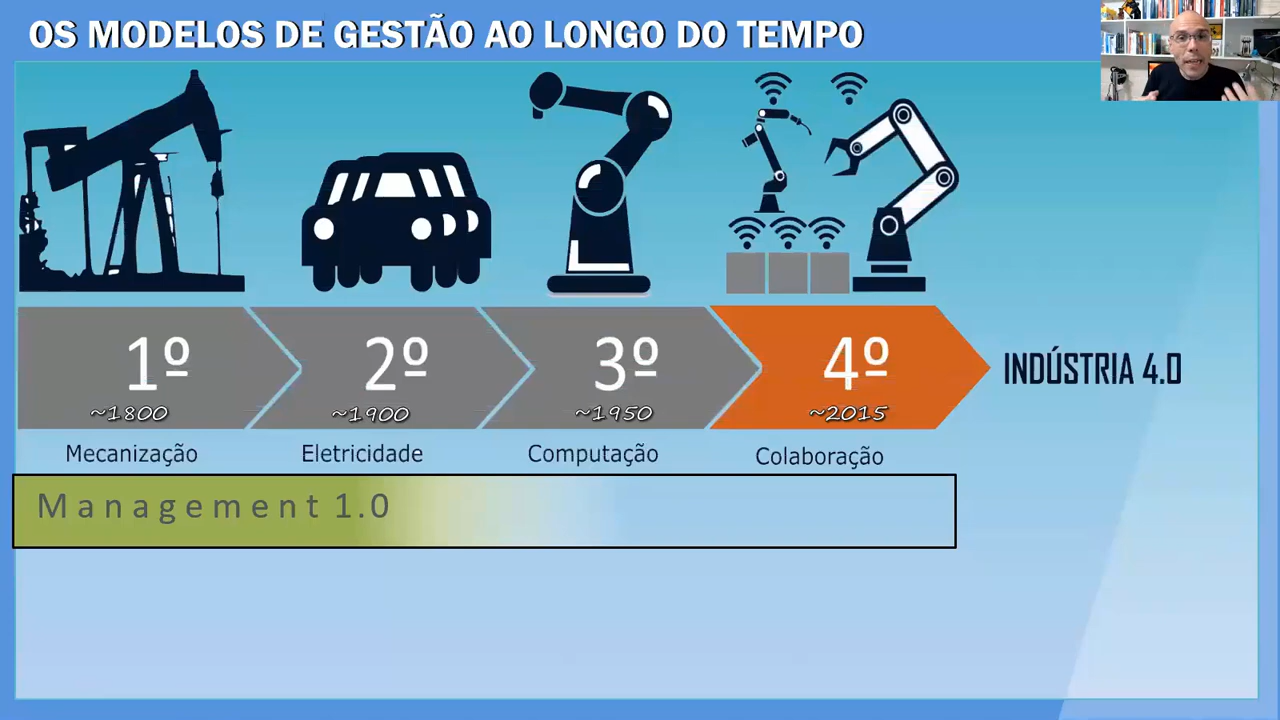 OS MODELOS DE GESTÃO AO LONGO DO TEMPO
1º
~1800
2º
~1900
3º
~1950
4º
~2015
INDÚSTRIA 4.0
Mecanização
Eletricidade
Computação
Colaboração
Management 1.0